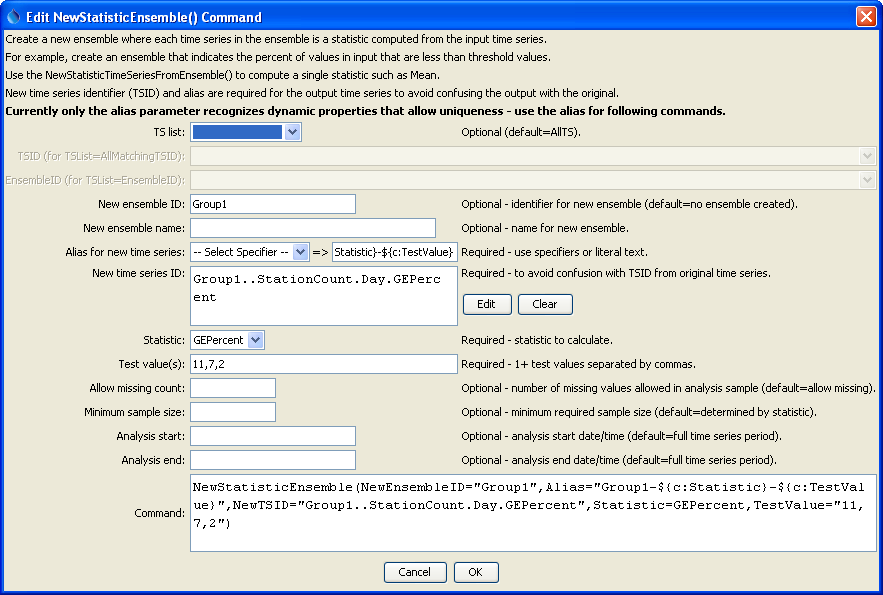 Edit NewStatisticEnsemble() Command
Create a new ensemble where each time series in the ensemble is a statistic computed from the input time series.
For example, create an ensemble that indicates the percent of values in input that are less than threshold values.
Use the NewStatisticTimeSeriesFromEnsemble() to compute a single statistic such as Mean.
New time series identifier (TSID) and alias are required for the output time series to avoid confusing the output with the original.
Currently only the alias parameter recognizes dynamic properties that allow uniqueness - use the alias for following commands.
TS list: Optional (default=AllTS).
TSID (for TSList=AllMatchingTSID):
EnsembleID (for TSList=EnsembleID):
New ensemble ID: Group1 Optional - identifier for new ensemble (default=no ensemble created).
New ensemble name: Optional - name for new ensemble.
Alias for new time series: -- Select Specifier -- => Statistic}-${c:TestValue} Required - use specifiers or literal text.
New time series ID: Group1..StationCount.Day.GEPerc Required - to avoid confusion with TSID from original time series.
ent
Edit Clear
Statistic: GEPercent Required - statistic to calculate.
Test value(s): 11,7,2 Required - 1+ test values separated by commas.
Allow missing count: Optional - number of missing values allowed in analysis sample (default=allow missing).
Minimum sample size: Optional - minimum required sample size (default=determined by statistic).
Analysis start: Optional - analysis start date/time (default=full time series period).
Analysis end: Optional - analysis end date/time (default=full time series period).
NewStatisticEnsemble(NewEnsembleID="Group1",Alias="Group1-${c:Statistic}-${c:TestVal
Command: ue}",NewTSID="Group1..StationCount.Day.GEPercent",Statistic=GEPercent,TestValue="11,
7,2")
Cancel OK